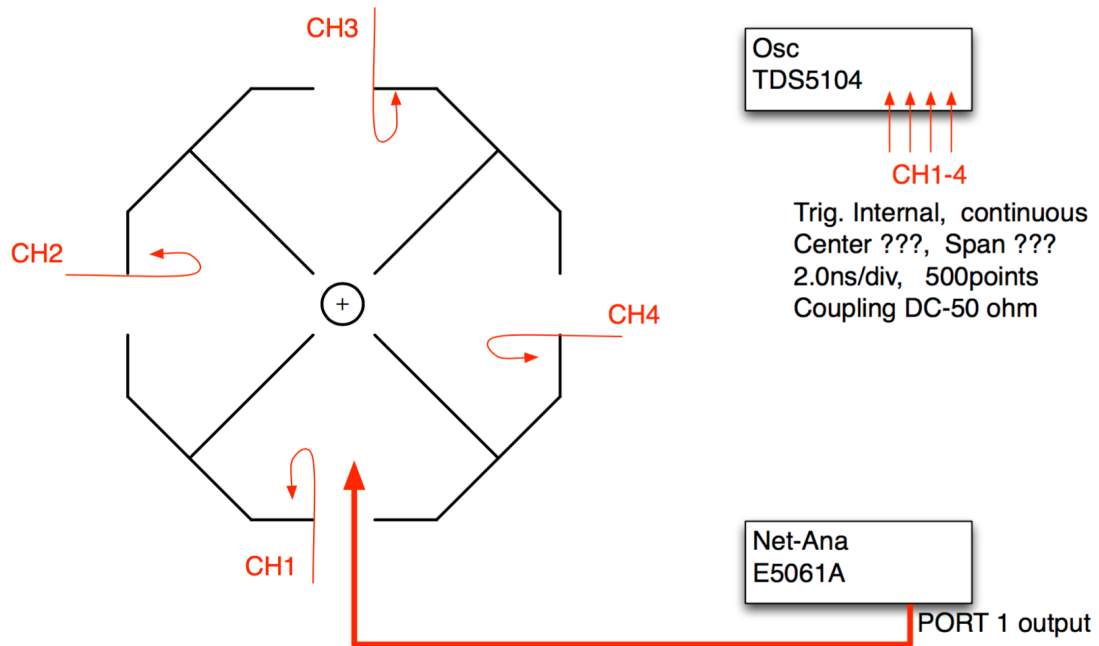 CH3
Osc
TDS5104
CH1-4
Trig. Internal, continuous
Center ???, Span ???
2.0ns/div, 500points
Coupling DC-50 ohm
CH2
+
CH4
CH1
Net-Ana
E5061A
PORT 1 output